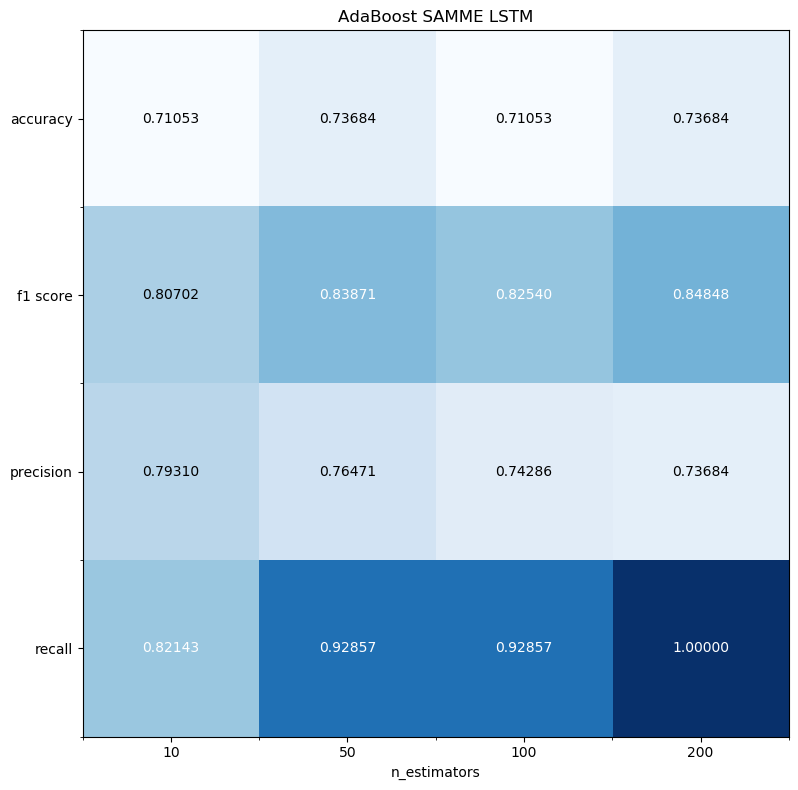 AdaBoost SAMME LSTM
accuracy 0.71053 0.73684 0.71053 0.73684
f1 score 0.80702 0.83871 0.82540 0.84848
precision 0.79310 0.76471 0.74286 0.73684
recall 0.82143 0.92857 0.92857 1.00000
10 50 100 200
n_estimators